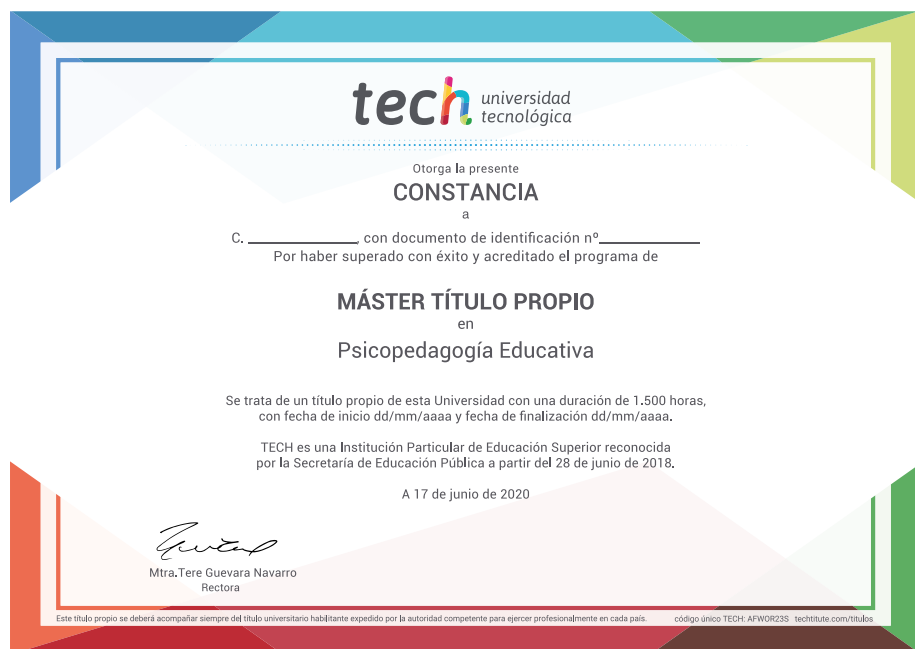 tech universidad
tecnológica
Otorga la presente
CONSTANCIA
a
C. ____________, con documento de identificación nº____________
Por haber superado con éxito y acreditado el programa de
MÁSTER TÍTULO PROPIO
en
Psicopedagogía Educativa
Se trata de un título propio de esta Universidad con una duración de 1.500 horas,
con fecha de inicio dd/mm/aaaa y fecha de finalización dd/mm/aaaa.
TECH es una Institución Particular de Educación Superior reconocida
por la Secretaría de Educación Pública a partir del 28 de junio de 2018.
A 17 de junio de 2020
Mtra.Tere Guevara Navarro
Rectora
Este título propio se deberá acompañar siempre del título universitario habilitante expedido por la autoridad competente para ejercer profesionalmente en cada país. código único TECH: AFWOR23S techtitute.com/titulos